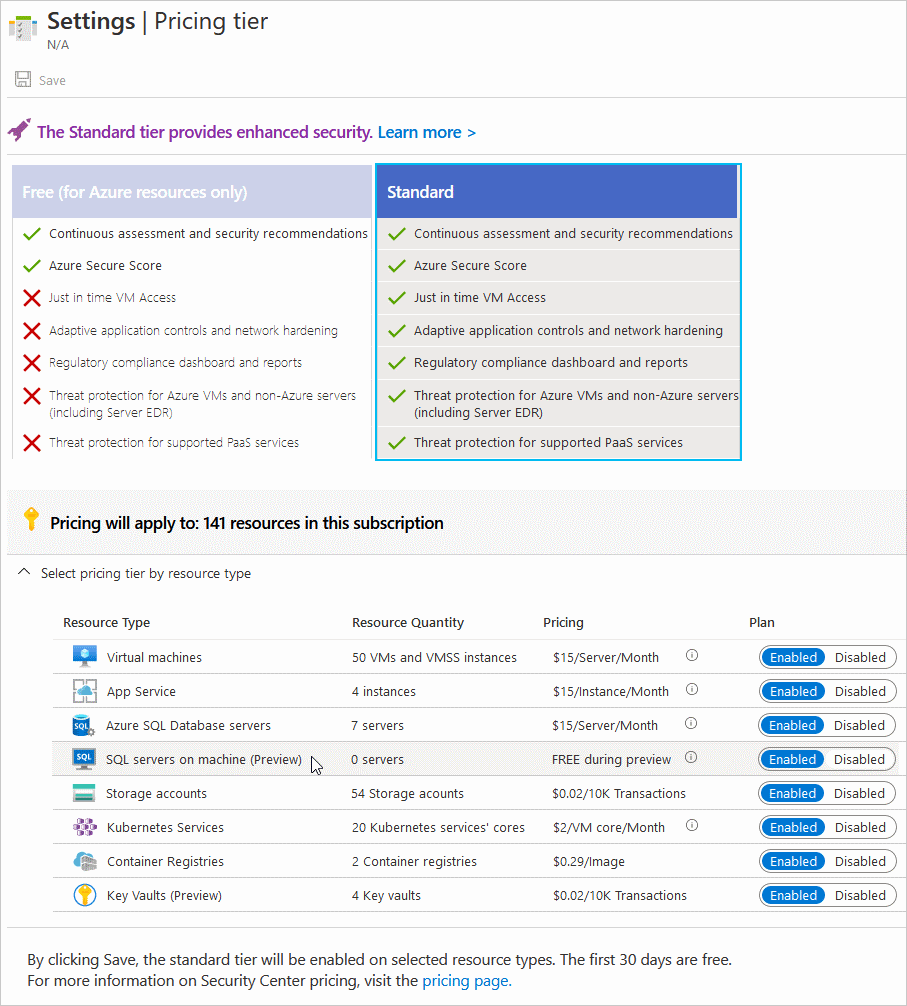 Settings | Pricing tier
N/A
Save
The Standard tier provides enhanced security. Learn more >
Free (for Azure resources only)
Continuous assessment and security recommendations
Azure Secure Score
Just in time VM Access
Adaptive application controls and network hardening
Regulatory compliance dashboard and reports
Threat protection for Azure VMs and non-Azure servers
(including Server EDR)
Threat protection for supported PaaS services
Standard
Continuous assessment and security recommendations
Azure Secure Score
Just in time VM Access
Adaptive application controls and network hardening
Regulatory compliance dashboard and reports
Threat protection for Azure VMs and non-Azure servers
(including Server EDR)
Threat protection for supported PaaS services
Pricing will apply to: 141 resources in this subscription
Select pricing tier by resource type
Resource Type Resource Quantity Pricing Plan
Virtual machines 50 VMs and VMSS instances $15/Server/Month Enabled Disabled
App Service 4 instances $15/Instance/Month Enabled Disabled
SQL Azure SQL Database servers 7 servers $15/Server/Month Enabled Disabled
SQL SQL servers on machine (Preview) 0 servers FREE during preview Enabled Disabled
Storage accounts 54 Storage acounts $0.02/10K Transactions Enabled Disabled
Kubernetes Services 20 Kubernetes services' cores $2/VM core/Month Enabled Disabled
Container Registries 2 Container registries $0.29/Image Enabled Disabled
Key Vaults (Preview) 4 Key vaults $0.02/10K Transactions Enabled Disabled
By clicking Save, the standard tier will be enabled on selected resource types. The first 30 days are free.
For more information on Security Center pricing, visit the pricing page.